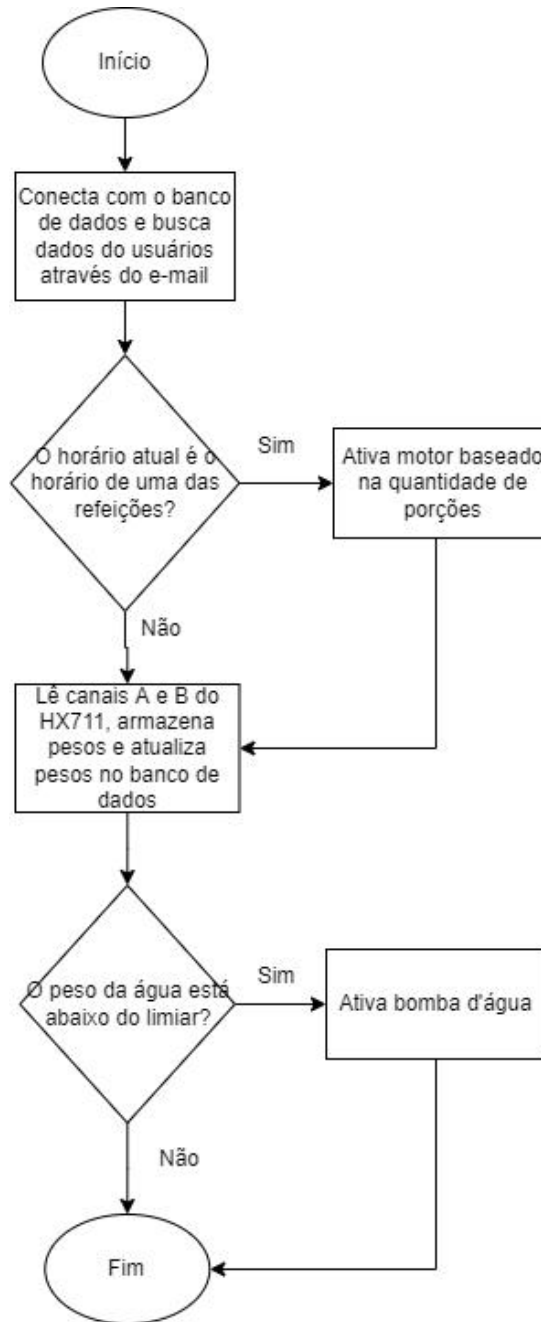 Início
Conecta com o banco
de dados e busca
dados do usuários
através do e-mail
O horário atual é o
horário de uma das
refeições?
Sim
Ativa motor baseado
na quantidade de
porções
Não
Lê canais A e B do
HX711, armazena
pesos e atualiza
pesos no banco de
dados
O peso da água está
abaixo do limiar?
Sim
Ativa bomba d'água
Não
Fim